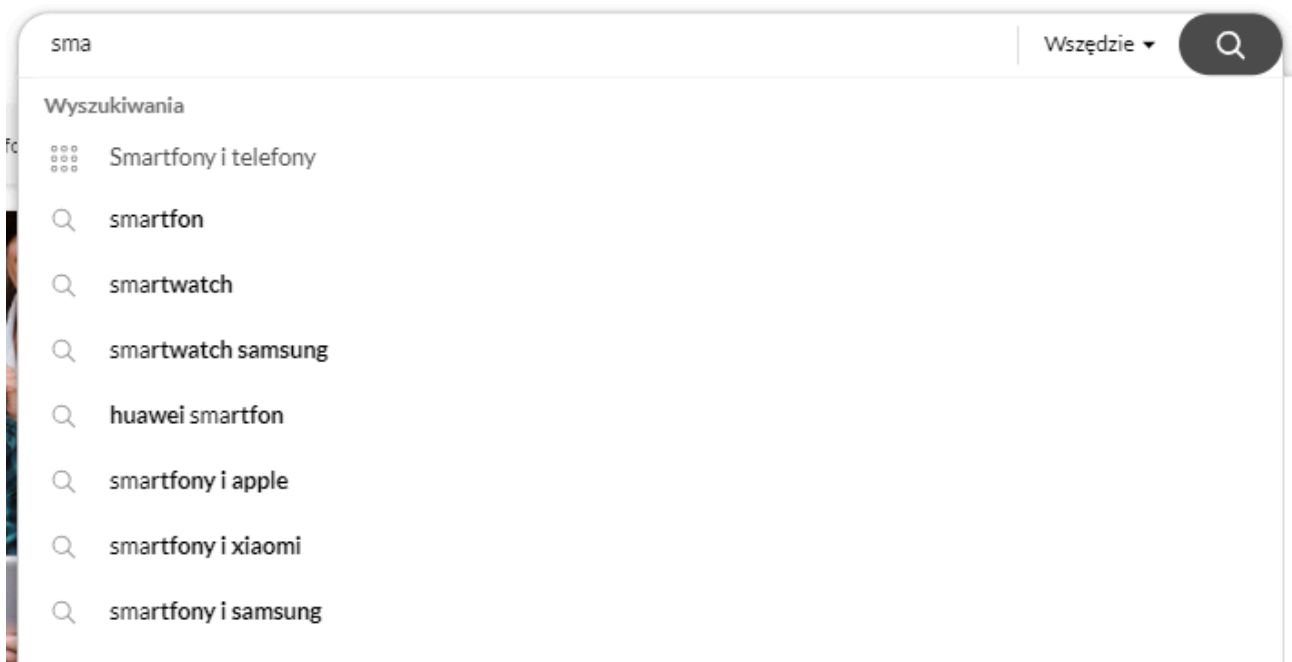 sma
Wszędzie
Wyszukiwania
Smartfony i telefony
smartfon
smartwatch
smartwatch samsung
huawei smartfon
smartfony i apple
smartfony i xiaomi
smartfony i samsung